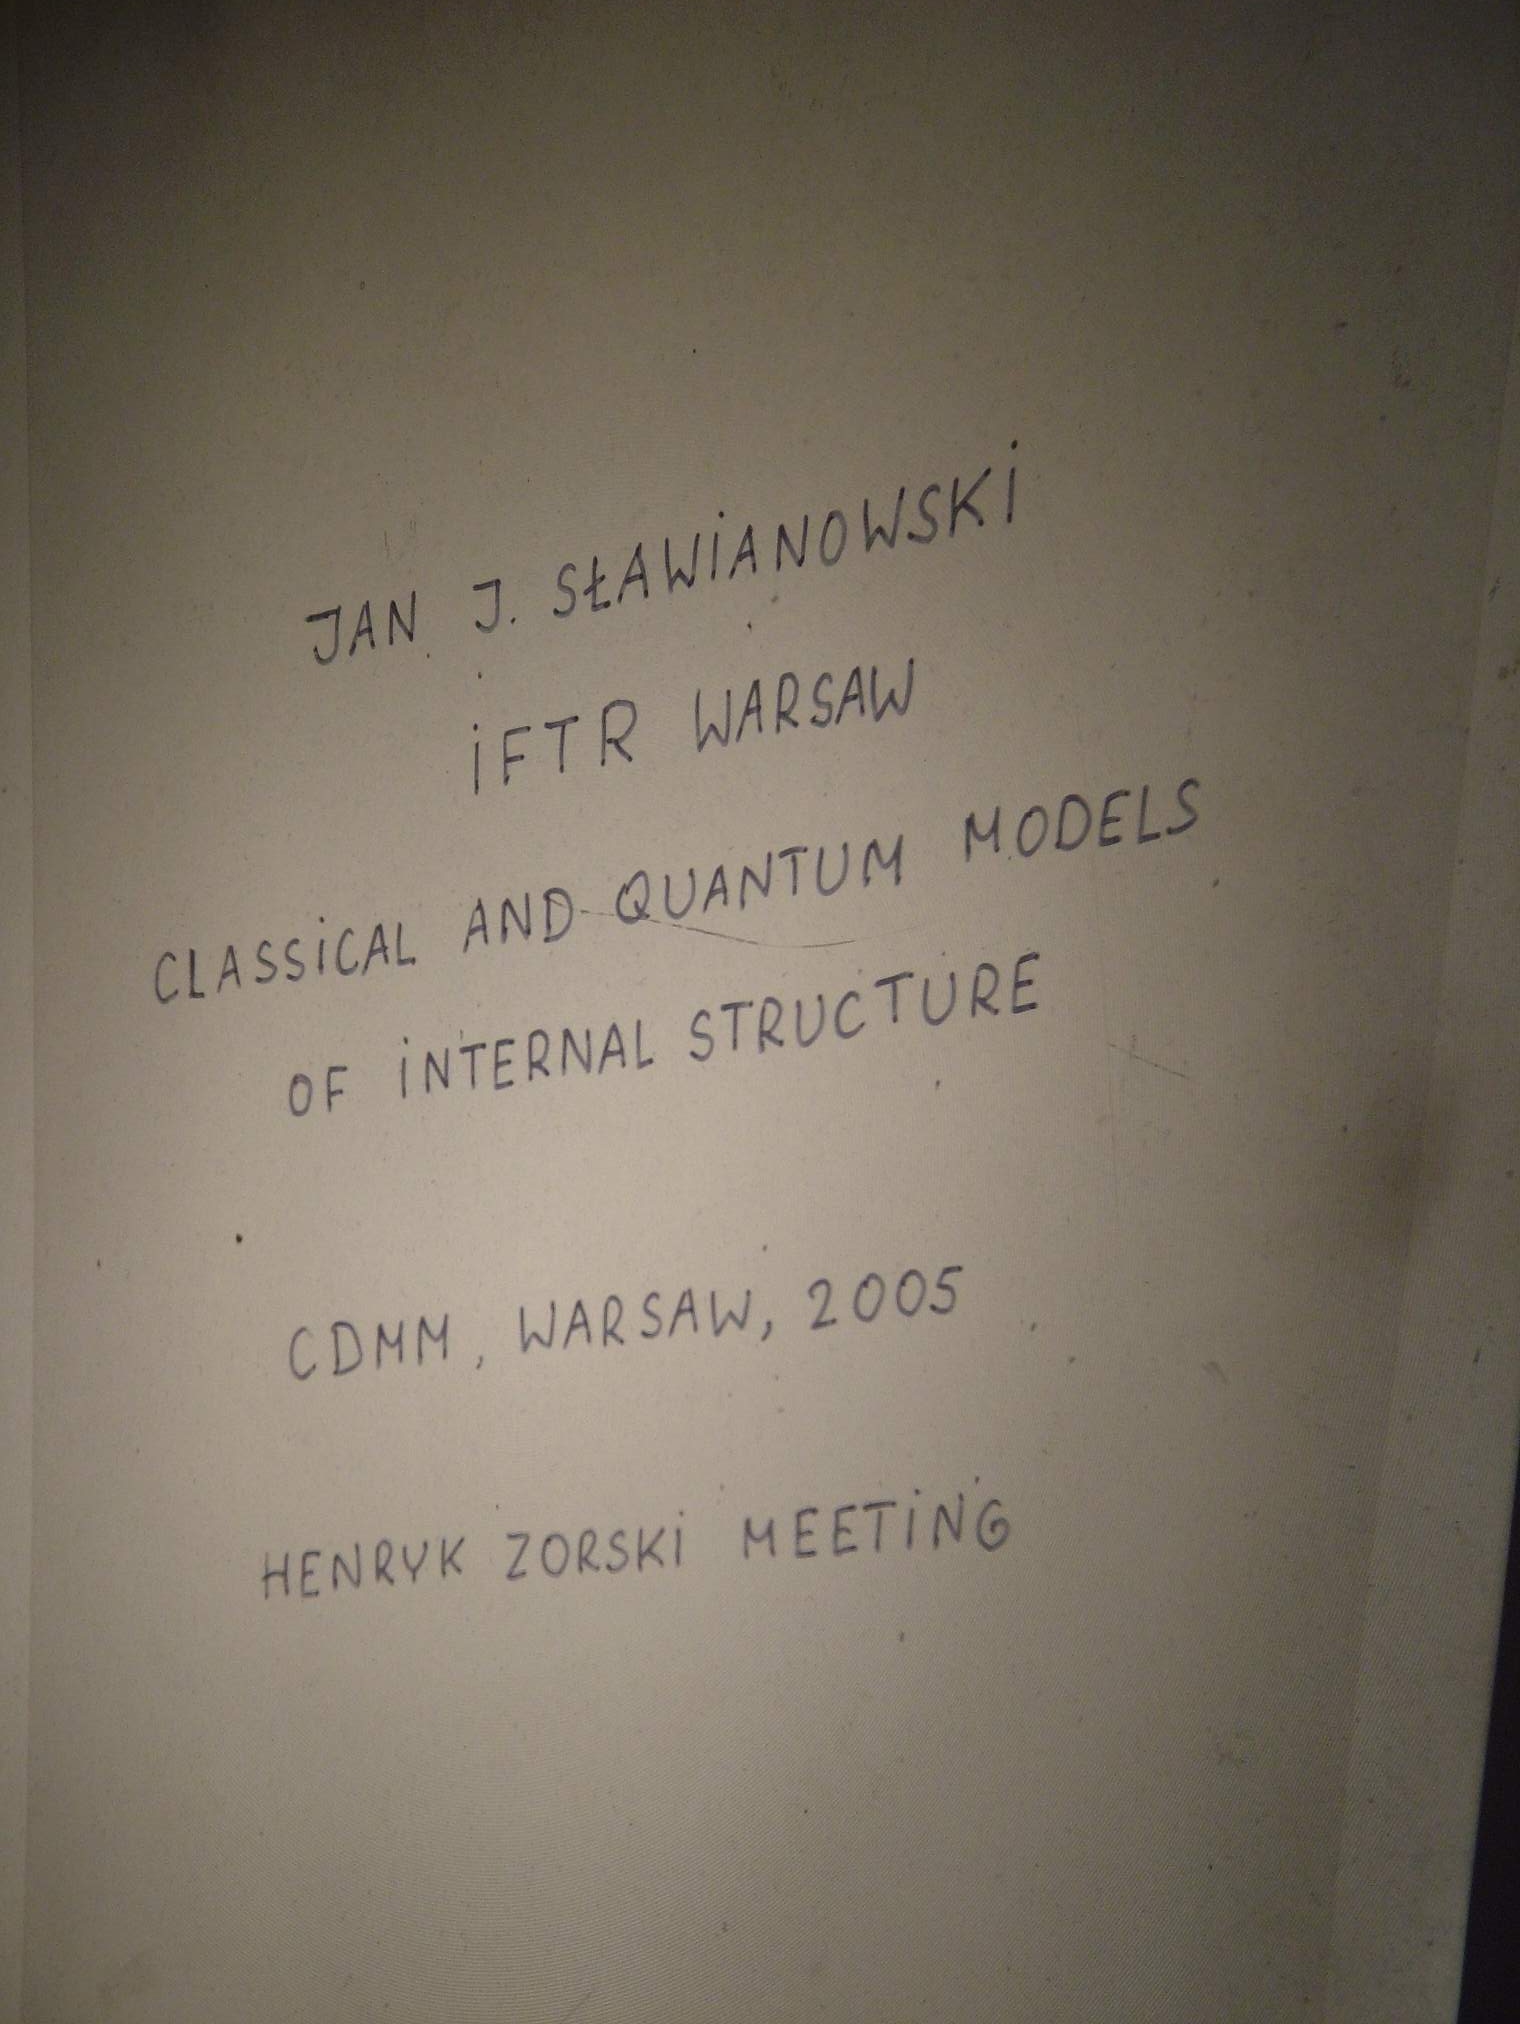 JAN J. SŁAWIANOWSKI
IFTR WARSAW
CLASSICAL AND QUANTUM MODELS
OF INTERNAL STRUCTURE
CDMM, WARSAW, 2005
HENRYK ZORSKI MEETING